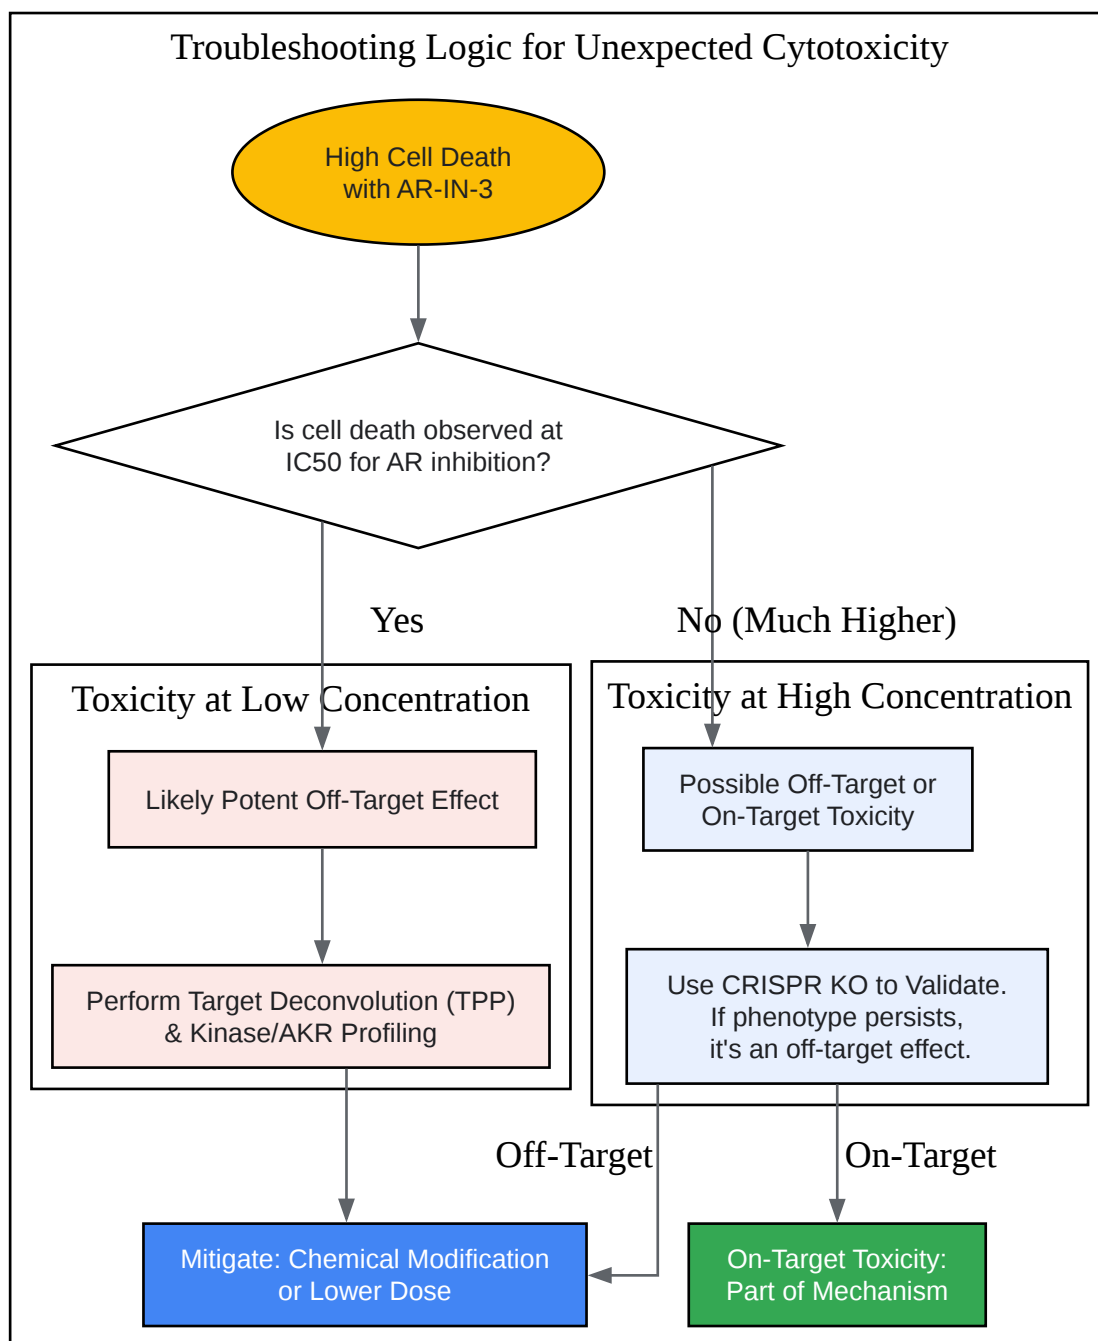 Troubleshooting Logic for Unexpected Cytotoxicity
High Cell Death
with AR-IN-3
Is cell death observed at
IC50 for AR inhibition?
Yes
No (Much Higher)
Toxicity at Low Concentration
Likely Potent Off-Target Effect
Perform Target Deconvolution (TPP)
& Kinase/AKR Profiling
Toxicity at High Concentration
Possible Off-Target or
On-Target Toxicity
Use CRISPR KO to Validate.
If phenotype persists,
it's an off-target effect.
Off-Target
On-Target
Mitigate: Chemical Modification
or Lower Dose
On-Target Toxicity:
Part of Mechanism